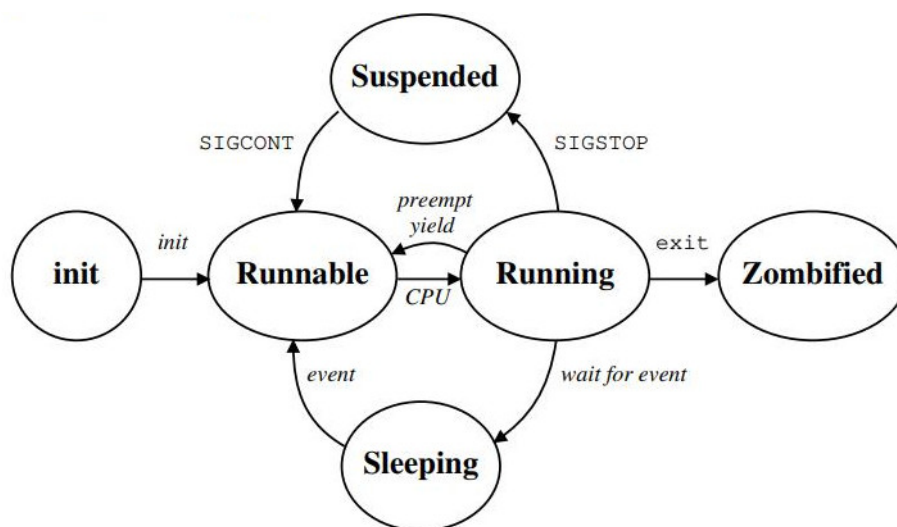 Suspended
SIGCONT
SIGSTOP
preempt
yield
init
init
Runnable
CPU
Running
exit
Zombified
event
wait for event
Sleeping